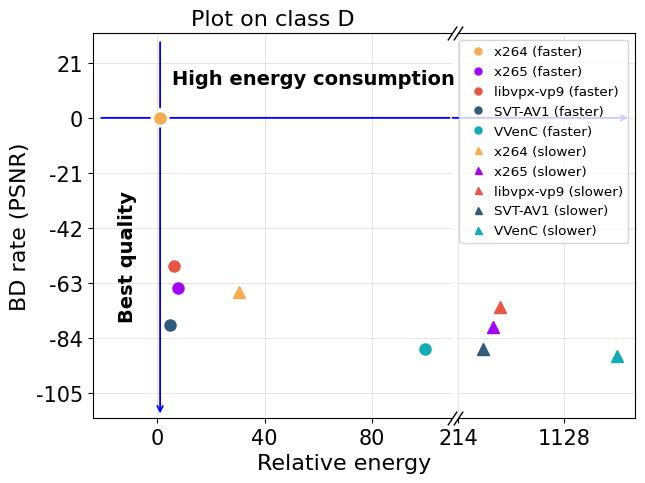 Plot on class D
High energy consumption
Best quality
BD rate (PSNR)
21
0
-21
-42
-63
-84
-105
x264 (faster)
x265 (faster)
libvpx-vp9 (faster)
SVT-AV1 (faster)
VVenC (faster)
x264 (slower)
x265 (slower)
libvpx-vp9 (slower)
SVT-AV1 (slower)
VVenC (slower)
0 40 80 214 1128
Relative energy